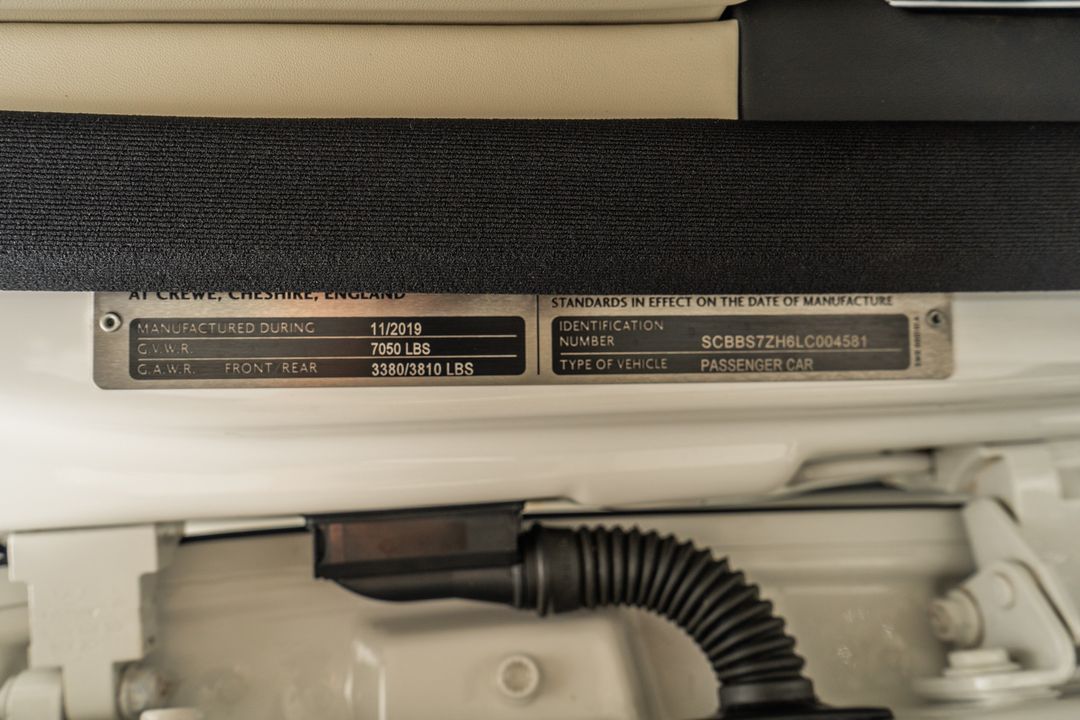 AT CREWE, CHESHIRE, ENGLAND
MANUFACTURED DURING 11/2019
G.V.W.R. 7050 LBS
G.A.W.R. FRONT/REAR 3380/3810 LBS
STANDARDS IN EFFECT ON THE DATE OF MANUFACTURE
IDENTIFICATION
NUMBER SCBBS7ZH6LC004581
TYPE OF VEHICLE PASSENGER CAR